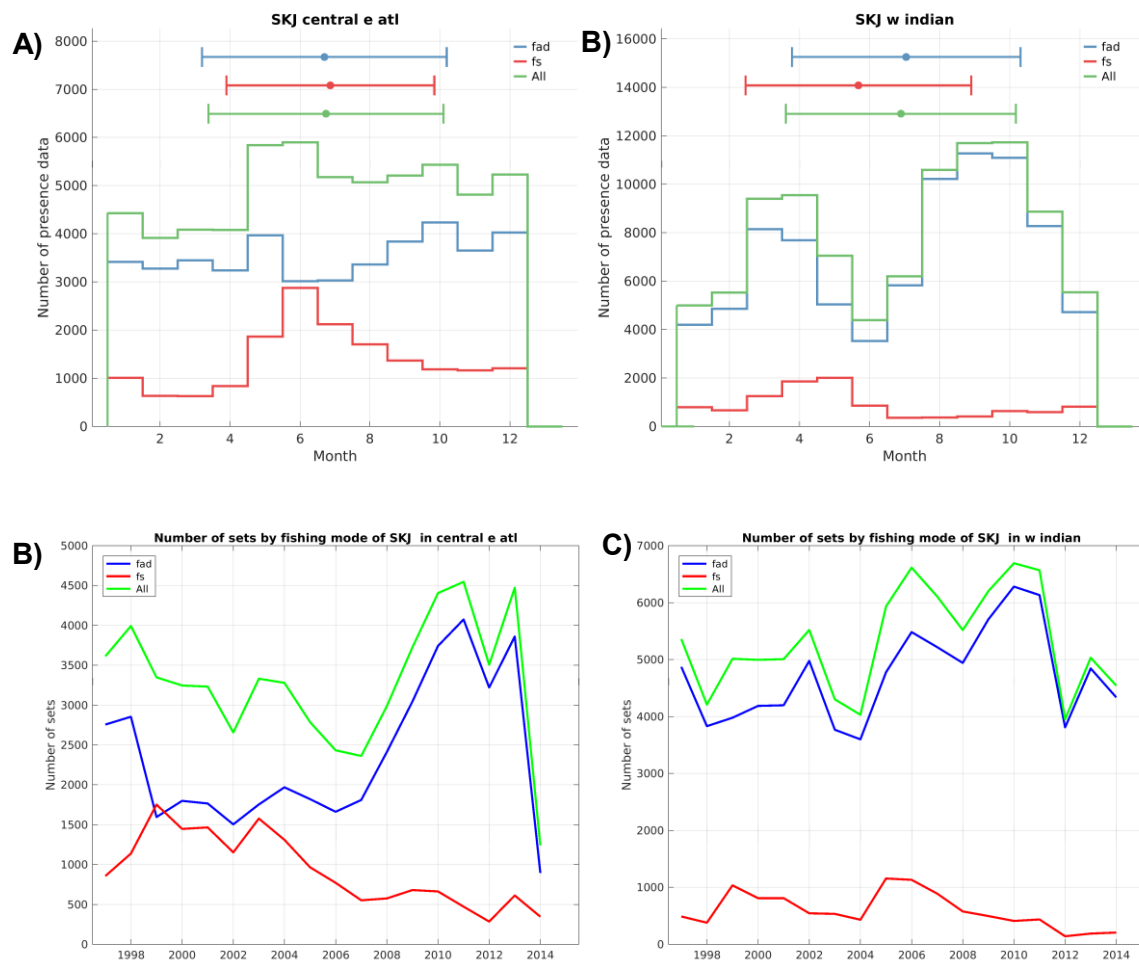 A)
SKJ central e atl
8000
7000
6000
5000
4000
3000
2000
1000
0
Number of presence data
fad
fs
All
2 4 6 8 10 12
Month
B)
SKJ w indian
16000
14000
12000
10000
8000
6000
4000
2000
0
Number of presence data
fad
fs
All
2 4 6 8 10 12
Month
B)
Number of sets by fishing mode of SKJ in central e atl
5000
4500
4000
3500
3000
2500
2000
1500
1000
500
0
Number of sets
fad
fs
All
1998 2000 2002 2004 2006 2008 2010 2012 2014
C)
Number of sets by fishing mode of SKJ in w indian
7000
6000
5000
4000
3000
2000
1000
0
Number of sets
fad
fs
All
1998 2000 2002 2004 2006 2008 2010 2012 2014